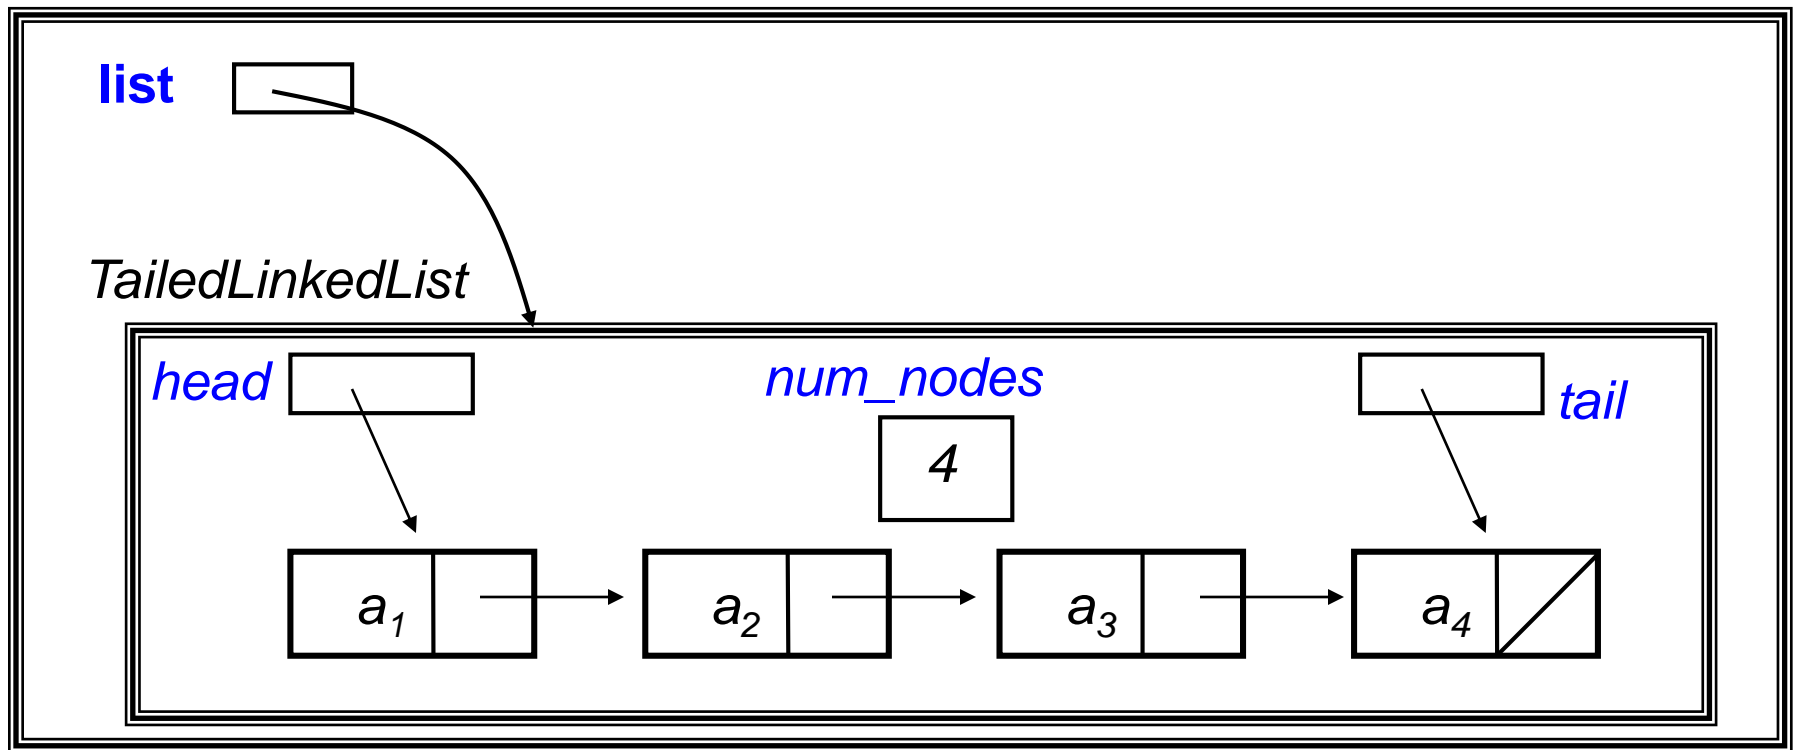 list
TailedLinkedList
head
num_nodes
tail
4
a1 a2 a3 a4